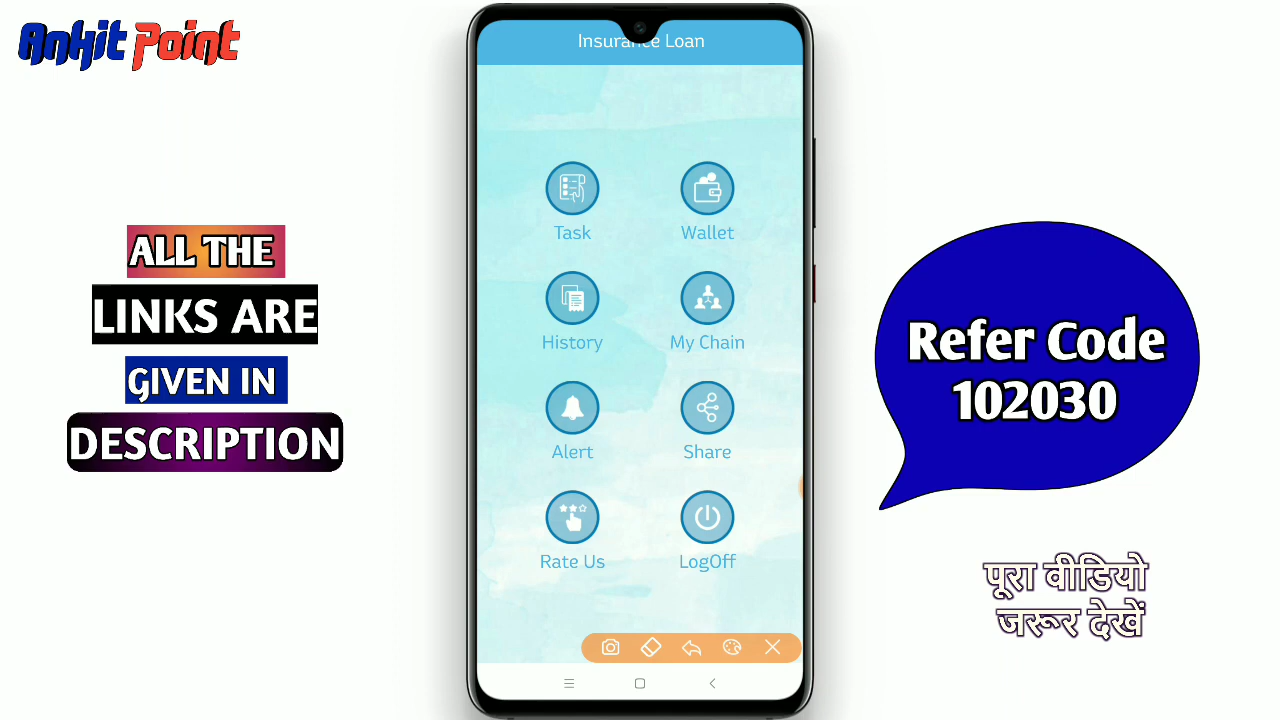 Ankit Point
Insurance Loan
Task
Wallet
History
My Chain
Alert
Share
Rate Us
LogOff
ALL THE
LINKS ARE
GIVEN IN
DESCRIPTION
Refer Code
102030
पूरा वीडियो
जरूर देखें